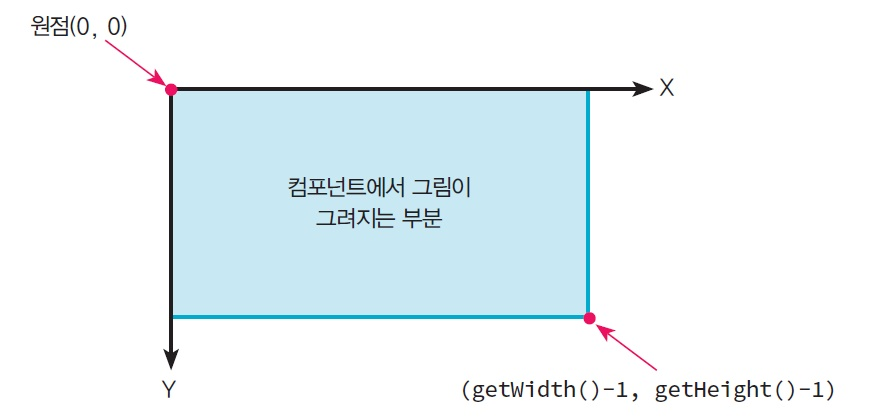 원점(0, 0)
X
컴포넌트에서 그림이
그려지는 부분
Y
(getWidth()-1, getHeight()-1)